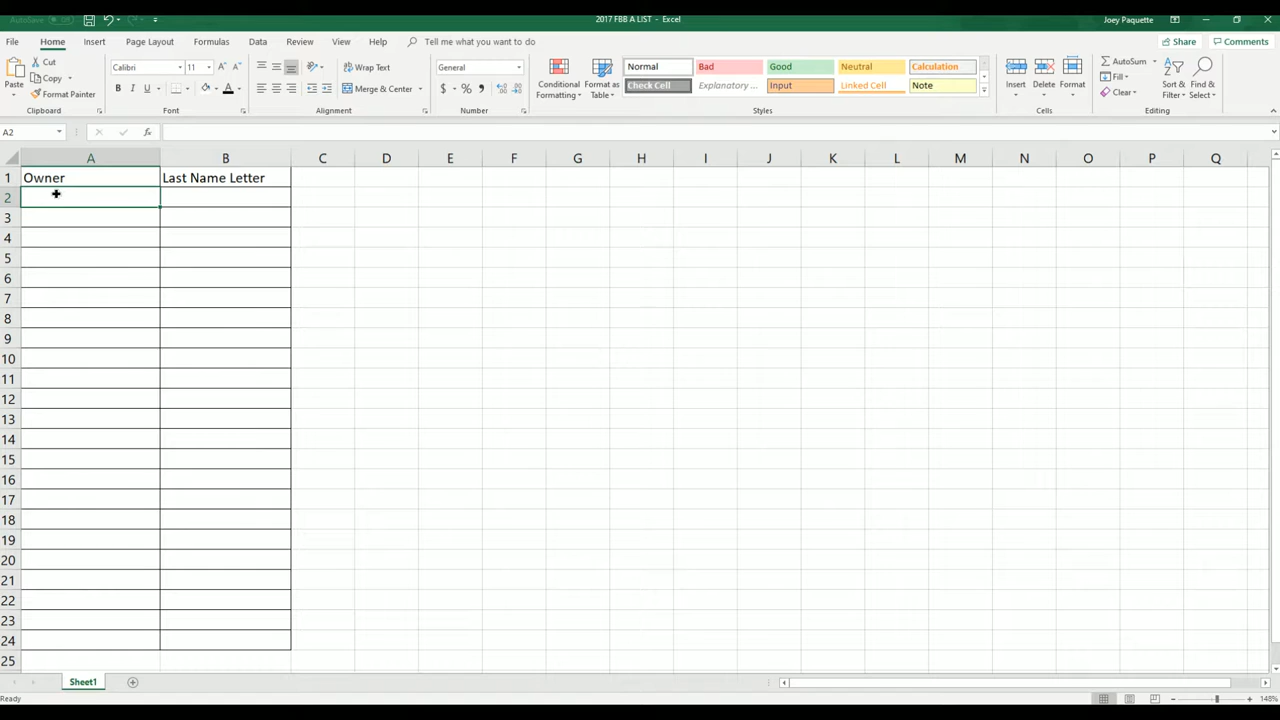 AutoSave Off
2017 FBB A LIST - Excel
Joey Paquette
File Home Insert Page Layout Formulas Data Review View Help Tell me what you want to do
Share Comments
Paste
Cut
Copy
Format Painter
Clipboard
Calibri 11
B I U
Font
Wrap Text
Merge & Center
Alignment
General
$ % ,
Number
Conditional Formatting
Format as Table
Normal Bad Good Neutral Calculation
Check Cell Explanatory ... Input Linked Cell Note
Styles
Insert Delete Format
Cells
AutoSum
Fill
Clear
Sort & Filter
Find & Select
Editing
A2
fx
A B C D E F G H I J K L M N O P Q
1 Owner Last Name Letter
2
3
4
5
6
7
8
9
10
11
12
13
14
15
16
17
18
19
20
21
22
23
24
25
Sheet1
Ready
148%